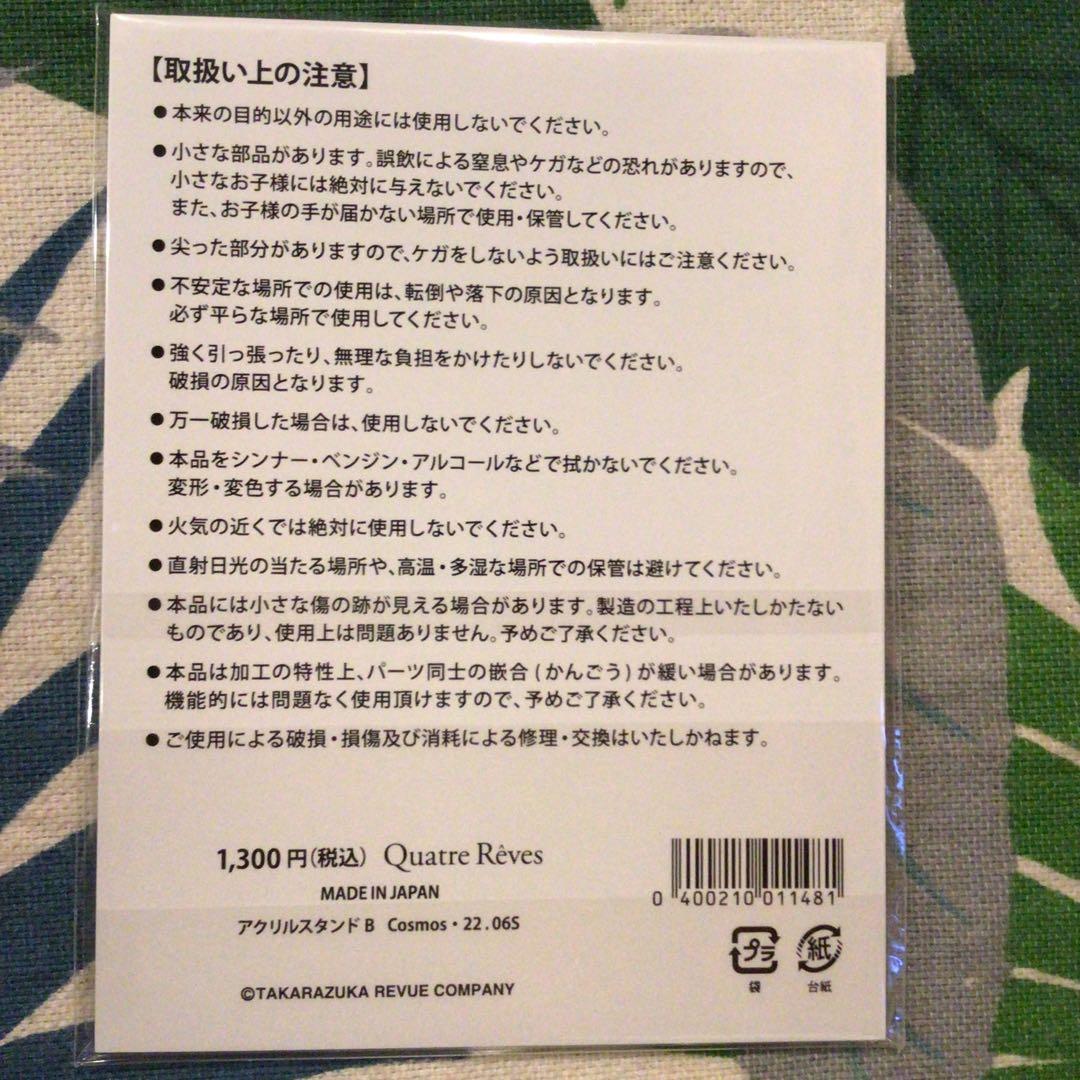 【取扱い上の注意】
●本来の目的以外の用途には使用しないでください。
●小さな部品があります。誤飲による窒息やケガなどの恐れがありますので、
小さなお子様には絶対に与えないでください。
また、お子様の手が届かない場所で使用・保管してください。
●尖った部分がありますので、ケガをしないよう取扱いにはご注意ください。
●不安定な場所での使用は、転倒や落下の原因となります。
必ず平らな場所で使用してください。
●強く引っ張ったり、無理な負担をかけたりしないでください。
破損の原因となります。
●万一破損した場合は、使用しないでください。
●本品をシンナー・ベンジン・アルコールなどで拭かないでください。
変形・変色する場合があります。
●火気の近くでは絶対に使用しないでください。
●直射日光の当たる場所や、高温・多湿な場所での保管は避けてください。
●本品には小さな傷の跡が見える場合があります。製造の工程上いたしかたない
ものであり、使用上は問題ありません。予めご了承ください。
●本品は加工の特性上、パーツ同士の嵌合(かんごう)が緩い場合があります。
機能的には問題なく使用頂けますので、予めご了承ください。
●ご使用による破損・損傷及び消耗による修理・交換はいたしかねます。
1,300円(税込) Quatre Rêves
MADE IN JAPAN
アクリルスタンド B Cosmos・22.06S
©TAKARAZUKA REVUE COMPANY
0 400210 011481
プラ 紙
袋 台紙